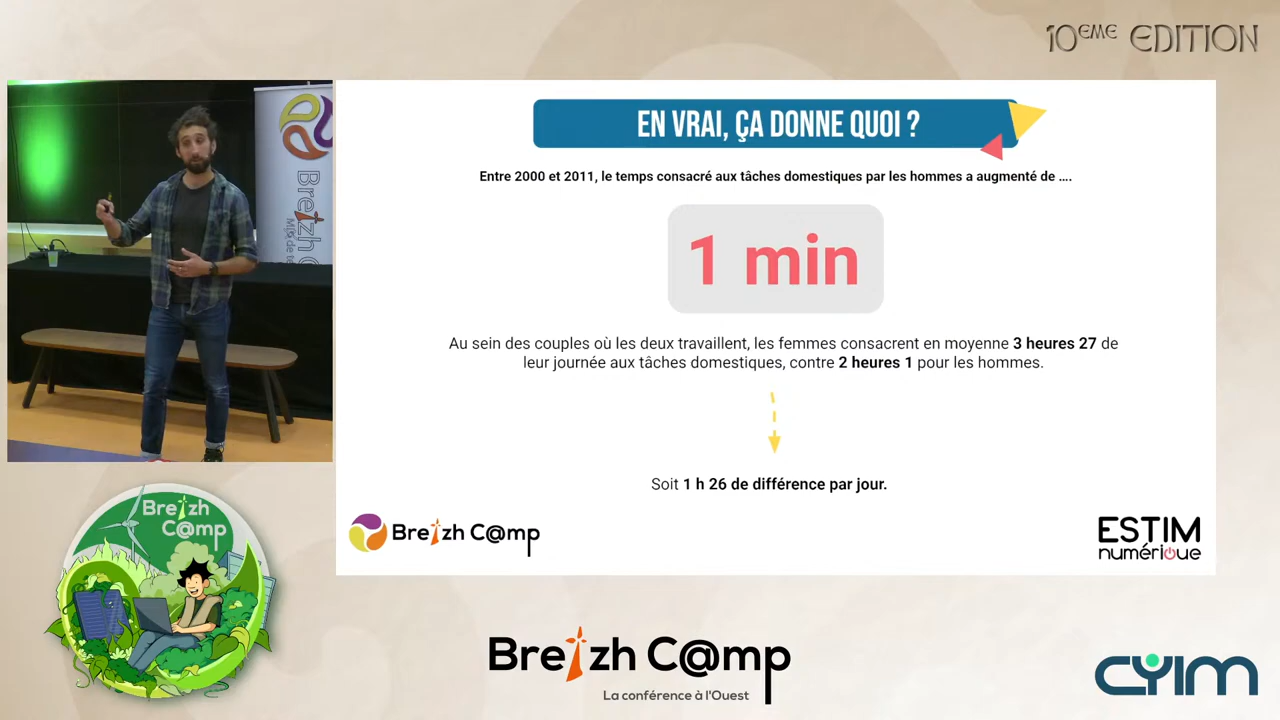 10EME EDITION
EN VRAI, ÇA DONNE QUOI ?
Entre 2000 et 2011, le temps consacré aux tâches domestiques par les hommes a augmenté de ....
1 min
Au sein des couples où les deux travaillent, les femmes consacrent en moyenne 3 heures 27 de
leur journée aux tâches domestiques, contre 2 heures 1 pour les hommes.
Soit 1 h 26 de différence par jour.
Breizh C@mp
ESTIM
numérique
Breizh
Breizh
C@mp
Breizh C@mp
La conférence à l'Ouest
CYIM